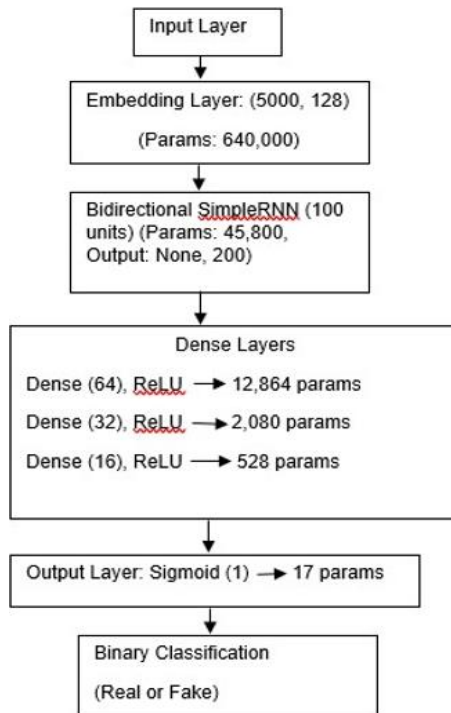 Input Layer
Embedding Layer: (5000, 128)
(Params: 640,000)
Bidirectional SimpleRNN (100
units) (Params: 45,800,
Output: None, 200)
Dense Layers
Dense (64), ReLU → 12,864 params
Dense (32), ReLU → 2,080 params
Dense (16), ReLU → 528 params
Output Layer: Sigmoid (1) → 17 params
Binary Classification
(Real or Fake)